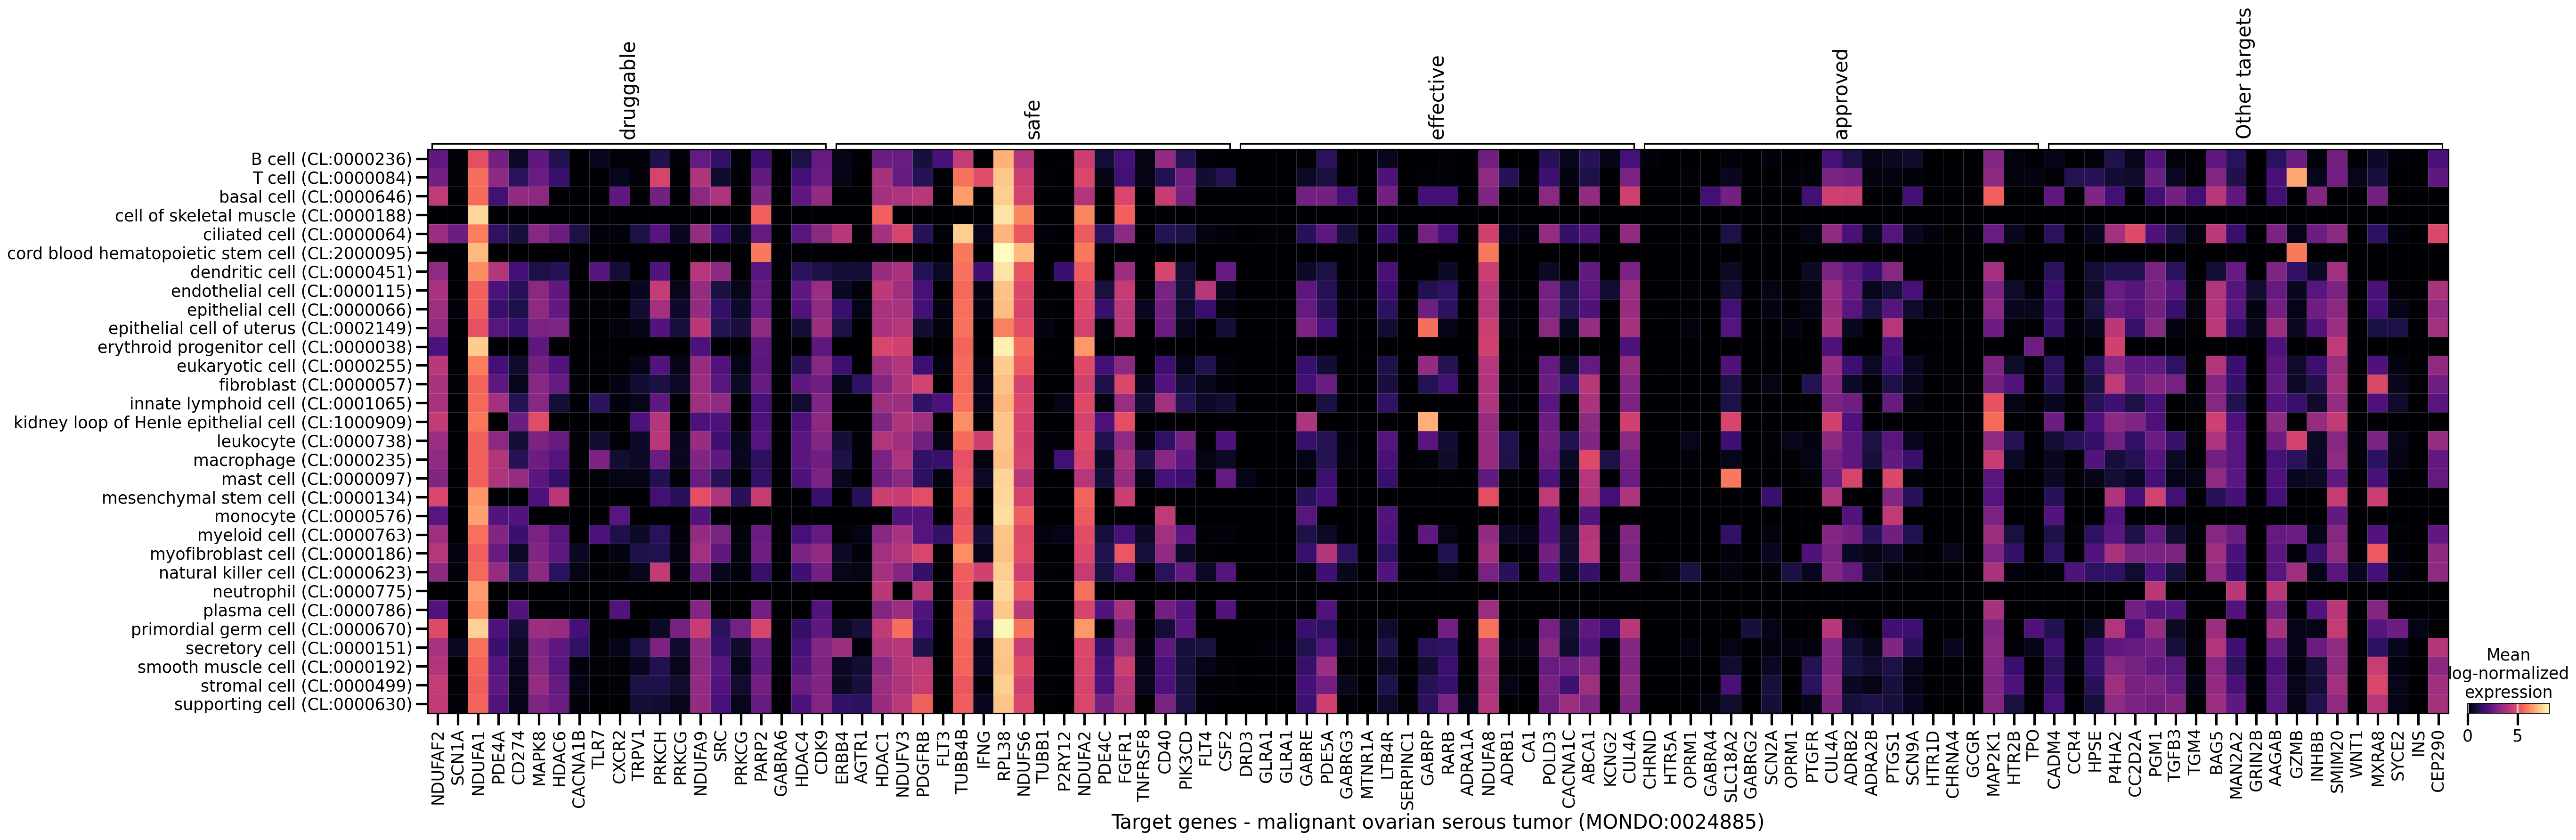 druggable
safe
effective
approved
Other targets
B cell (CL:0000236)
T cell (CL:0000084)
basal cell (CL:0000646)
cell of skeletal muscle (CL:0000188)
ciliated cell (CL:0000064)
cord blood hematopoietic stem cell (CL:2000095)
dendritic cell (CL:0000451)
endothelial cell (CL:0000115)
epithelial cell (CL:0000066)
epithelial cell of uterus (CL:0002149)
erythroid progenitor cell (CL:0000038)
eukaryotic cell (CL:0000255)
fibroblast (CL:0000057)
innate lymphoid cell (CL:0001065)
kidney loop of Henle epithelial cell (CL:1000909)
leukocyte (CL:0000738)
macrophage (CL:0000235)
mast cell (CL:0000097)
mesenchymal stem cell (CL:0000134)
monocyte (CL:0000576)
myeloid cell (CL:0000763)
myofibroblast cell (CL:0000186)
natural killer cell (CL:0000623)
neutrophil (CL:0000775)
plasma cell (CL:0000786)
primordial germ cell (CL:0000670)
secretory cell (CL:0000151)
smooth muscle cell (CL:0000192)
stromal cell (CL:0000499)
supporting cell (CL:0000630)
NDUFAF2
SCN1A
NDUFA1
PDE4A
CD274
MAPK8
HDAC6
CACNA1B
TLR7
CXCR2
TRPV1
PRKCH
PRKCG
NDUFA9
SRC
PRKCG
PARP2
GABRA6
HDAC4
CDK9
ERBB4
AGTR1
HDAC1
NDUFV3
PDGFRB
FLT3
TUBB4B
IFNG
RPL38
NDUFS6
TUBB1
P2RY12
NDUFA2
PDE4C
FGFR1
TNFRSF8
CD40
PIK3CD
FLT4
CSF2
DRD3
GLRA1
GLRA1
GABRE
PDE5A
GABRG3
MTNR1A
LTB4R
SERPINC1
GABRP
RARB
ADRA1A
NDUFA8
ADRB1
CA1
POLD3
CACNA1C
ABCA1
KCNG2
CUL4A
CHRND
HTR5A
OPRM1
GABRA4
SLC18A2
GABRG2
SCN2A
OPRM1
PTGFR
CUL4A
ADRB2
ADRA2B
PTGS1
SCN9A
HTR1D
CHRNA4
GCGR
MAP2K1
HTR2B
TPO
CADM4
CCR4
HPSE
P4HA2
CC2D2A
PGM1
TGFB3
TGM4
BAG5
MAN2A2
GRIN2B
AAGAB
GZMB
INHBB
SMIM20
WNT1
MXRA8
SYCE2
INS
CEP290
Target genes - malignant ovarian serous tumor (MONDO:0024885)
Mean
log-normalized
expression
0 5